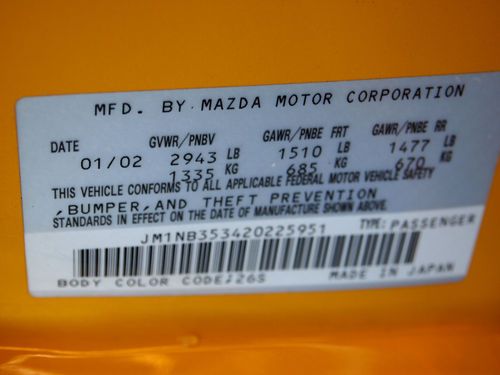 MFD. BY MAZDA MOTOR CORPORATION
DATE GVWR/PNBV GAWR/PNBE FRT GAWR/PNBE RR
01/02 2943 LB 1510 LB 1477 LB
1335 KG 685 KG 670 KG
THIS VEHICLE CONFORMS TO ALL APPLICABLE FEDERAL MOTOR VEHICLE SAFETY
,BUMPER,AND THEFT PREVENTION
STANDARDS IN EFFECT ON THE DATE OF MANUFACTURE SHOWN ABOVE.
JM1NB353420225951 TYPE: PASSENGER
BODY COLOR CODE:26S MADE IN JAPAN